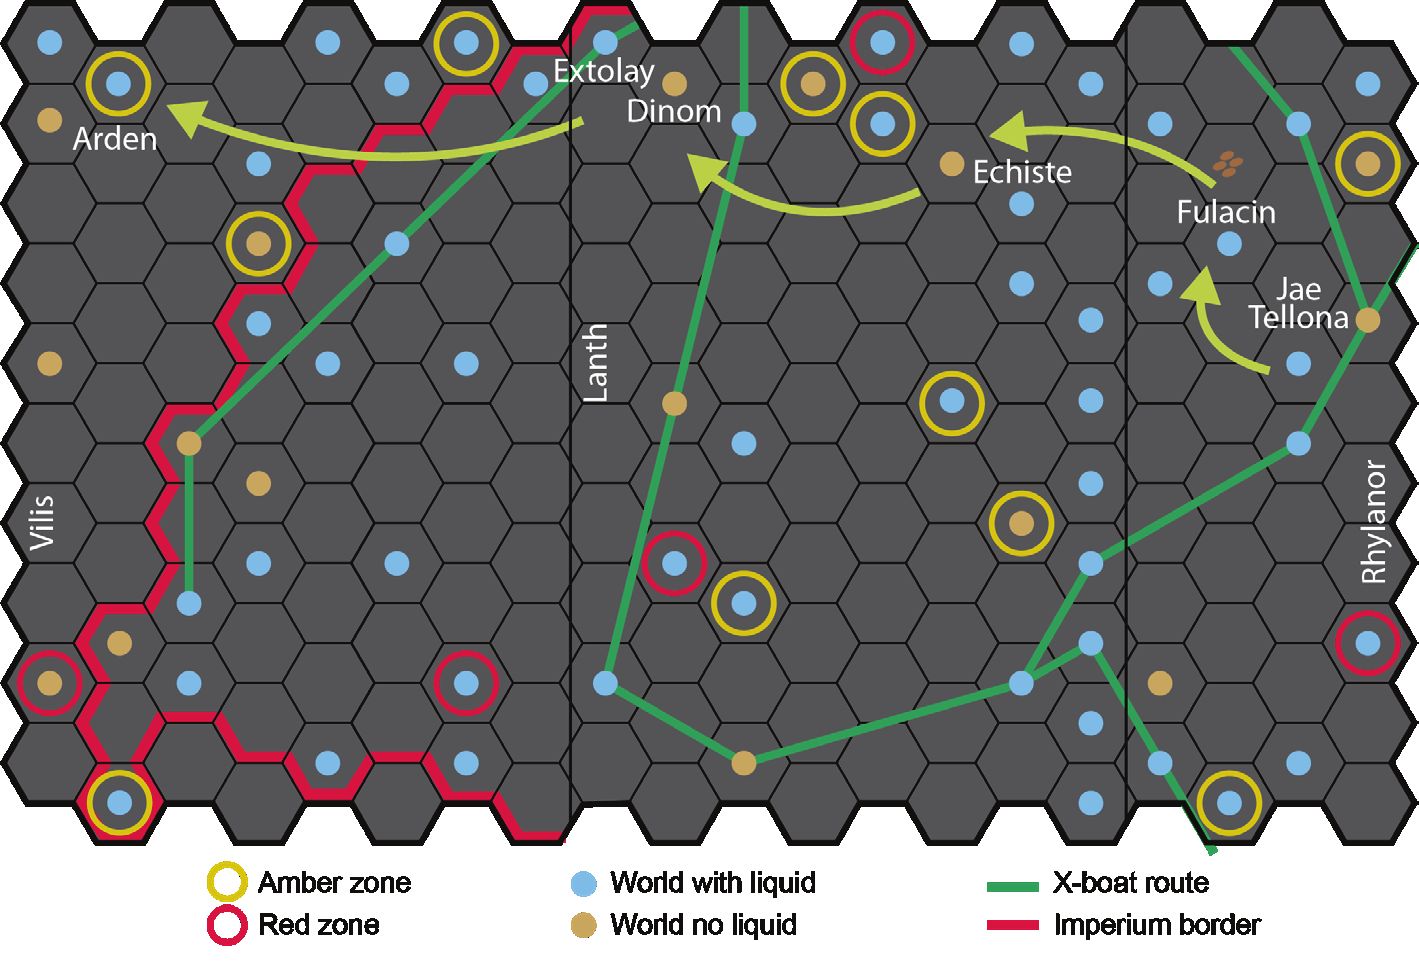 Extolay
Dinom
Arden
Echiste
Fulacin
Jae
Tellona
Lanth
Vilis
Rhylanor
Amber zone
World with liquid
X-boat route
Red zone
World no liquid
Imperium border